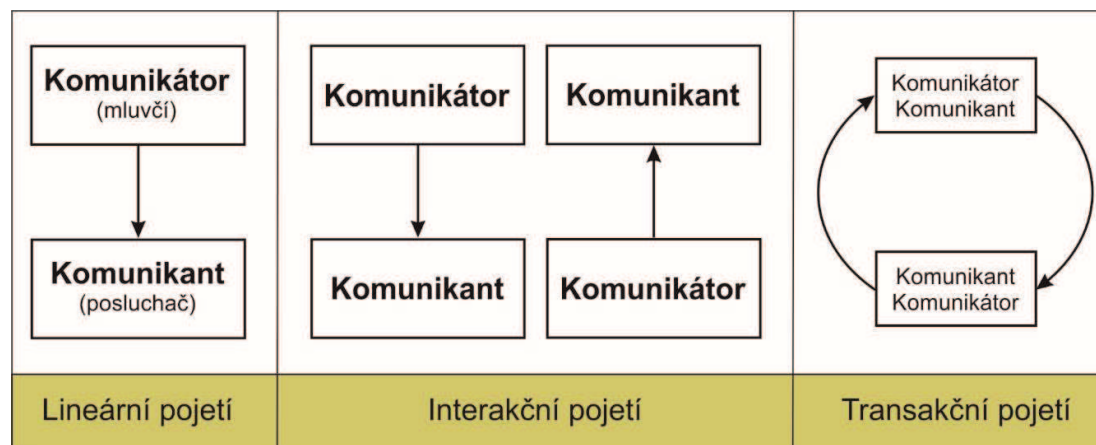 Komunikátor
(mluvčí)
Komunikant
(posluchač)
Lineární pojetí
Komunikátor
Komunikant
Komunikant
Komunikátor
Interakční pojetí
Komunikátor
Komunikant
Komunikant
Komunikátor
Transakční pojetí